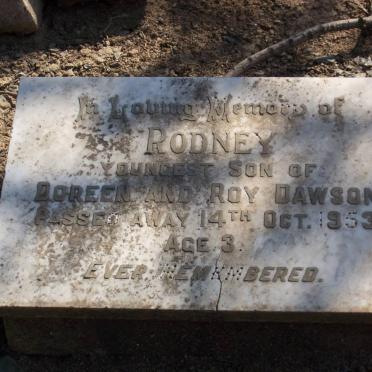 In Loving Memory of
RODNEY
YOUNGEST SON OF
DOREEN AND ROY DAWSON
PASSED AWAY 14TH OCT. 1953
AGE 3.
EVER REMEMBERED.